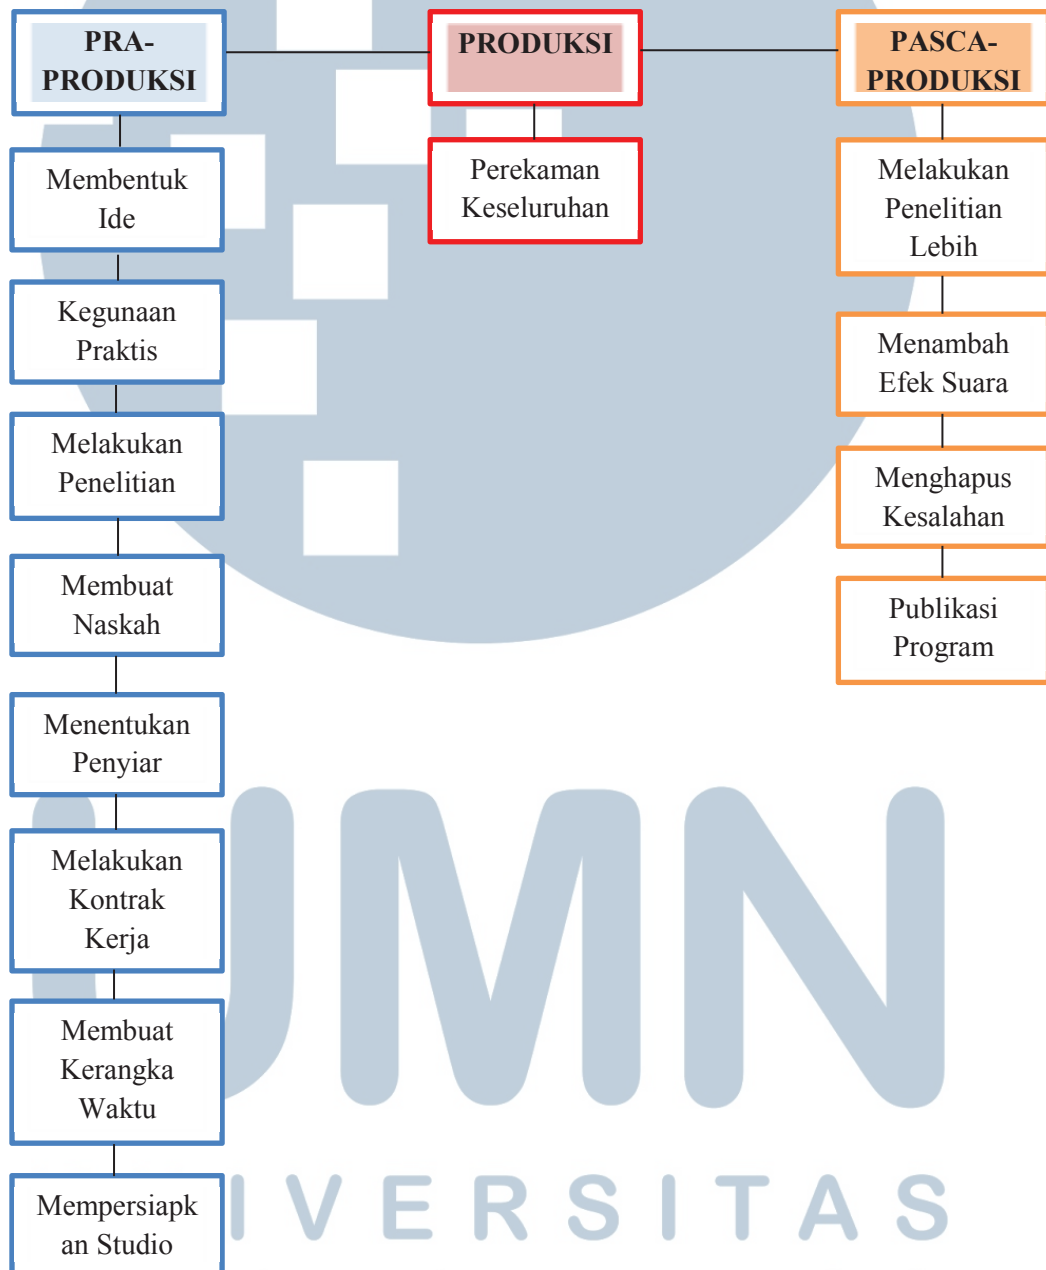 PRA-
PRODUKSI
Membentuk
Ide
Kegunaan
Praktis
Melakukan
Penelitian
Membuat
Naskah
Menentukan
Penyiar
Melakukan
Kontrak
Kerja
Membuat
Kerangka
Waktu
Mempersiapk
an Studio
PRODUKSI
Perekaman
Keseluruhan
PASCA-
PRODUKSI
Melakukan
Penelitian
Lebih
Menambah
Efek Suara
Menghapus
Kesalahan
Publikasi
Program
UMN
IVERSITAS